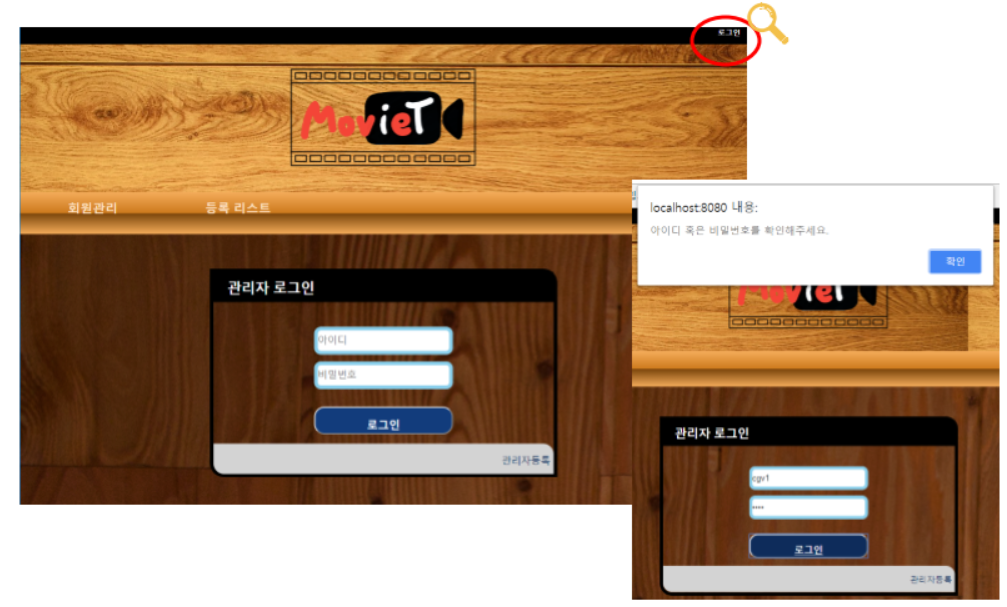 로그인
MovieT
회원관리
등록 리스트
관리자 로그인
아이디
비밀번호
로그인
관리자등록
localhost:8080 내용:
아이디 혹은 비밀번호를 확인해주세요.
확인
MovieT
관리자 로그인
cgv1
****
로그인
관리자등록